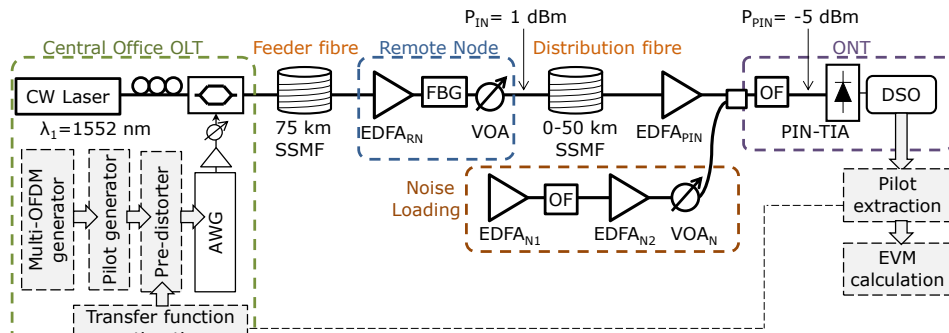 P_IN= 1 dBm
P_PIN= -5 dBm
Central Office OLT
Feeder fibre
Remote Node
Distribution fibre
ONT
CW Laser
λ₁=1552 nm
75 km
SSMF
EDFA_RN
FBG
VOA
0-50 km
SSMF
EDFA_PIN
OF
PIN-TIA
DSO
Multi-OFDM
generator
Pilot generator
Pre-distorter
AWG
Noise
Loading
EDFA_N1
OF
EDFA_N2
VOA_N
Pilot
extraction
EVM
calculation
Transfer function